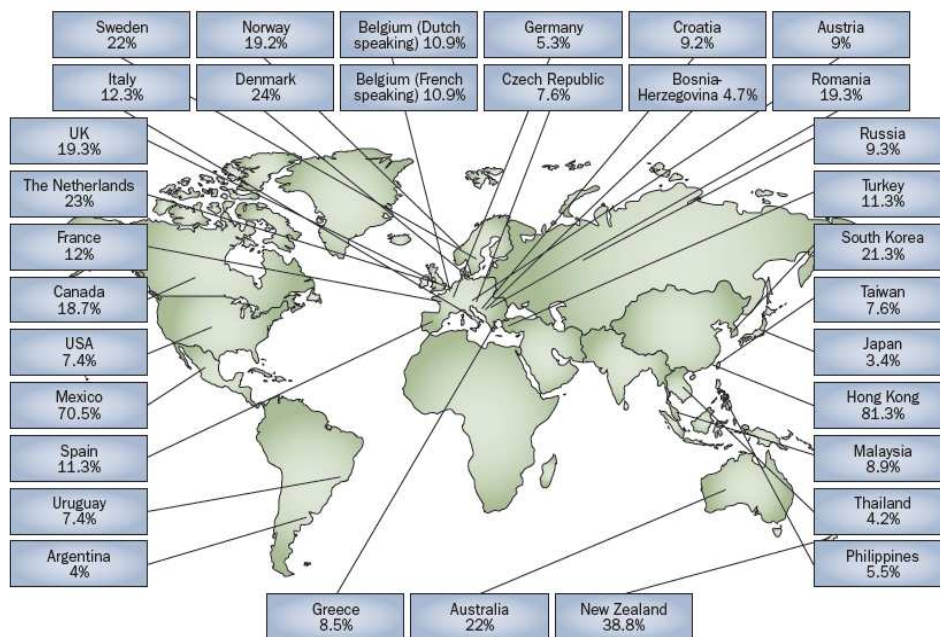 Sweden
22%
Norway
19.2%
Belgium (Dutch
speaking) 10.9%
Germany
5.3%
Croatia
9.2%
Austria
9%
Italy
12.3%
Denmark
24%
Belgium (French
speaking) 10.9%
Czech Republic
7.6%
Bosnia-
Herzegovina 4.7%
Romania
19.3%
UK
19.3%
Russia
9.3%
The Netherlands
23%
Turkey
11.3%
France
12%
South Korea
21.3%
Canada
18.7%
Taiwan
7.6%
USA
7.4%
Japan
3.4%
Mexico
70.5%
Hong Kong
81.3%
Spain
11.3%
Malaysia
8.9%
Uruguay
7.4%
Thailand
4.2%
Argentina
4%
Philippines
5.5%
Greece
8.5%
Australia
22%
New Zealand
38.8%